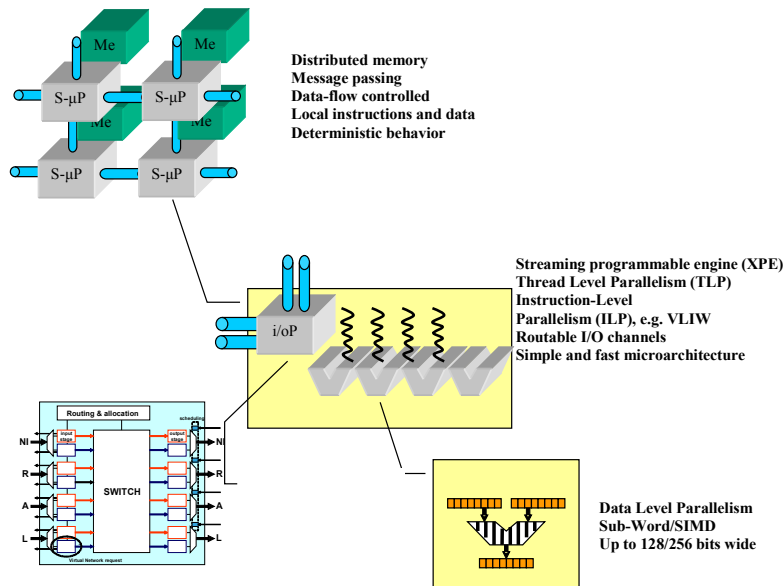 Me
Me
Distributed memory
Message passing
Data-flow controlled
Local instructions and data
Deterministic behavior
S-µP
S-µP
Me
Me
S-µP
S-µP
Streaming programmable engine (XPE)
Thread Level Parallelism (TLP)
Instruction-Level
Parallelism (ILP), e.g. VLIW
Routable I/O channels
Simple and fast microarchitecture
i/oP
Routing & allocation
scheduling
input
stage
output
stage
NI
NI
R
R
SWITCH
A
A
L
L
Virtual Network request
Data Level Parallelism
Sub-Word/SIMD
Up to 128/256 bits wide